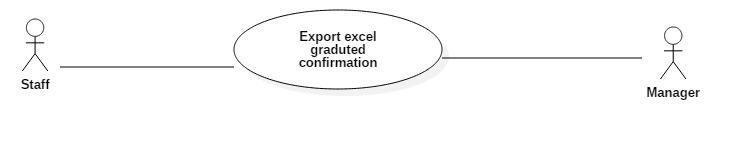 Export excel
graduted
confirmation
Staff
Manager